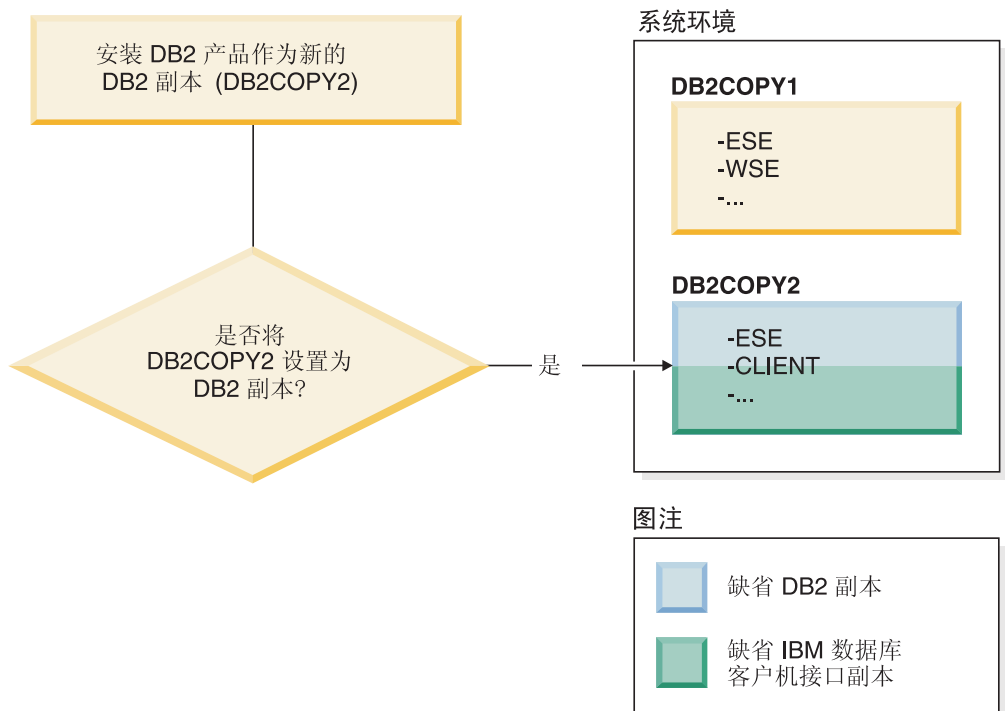 安装 DB2 产品作为新的
DB2 副本 (DB2COPY2)
是否将
DB2COPY2 设置为
DB2 副本?
是
系统环境
DB2COPY1
-ESE
-WSE
-...
DB2COPY2
-ESE
-CLIENT
-...
图注
缺省 DB2 副本
缺省 IBM 数据库
客户机接口副本